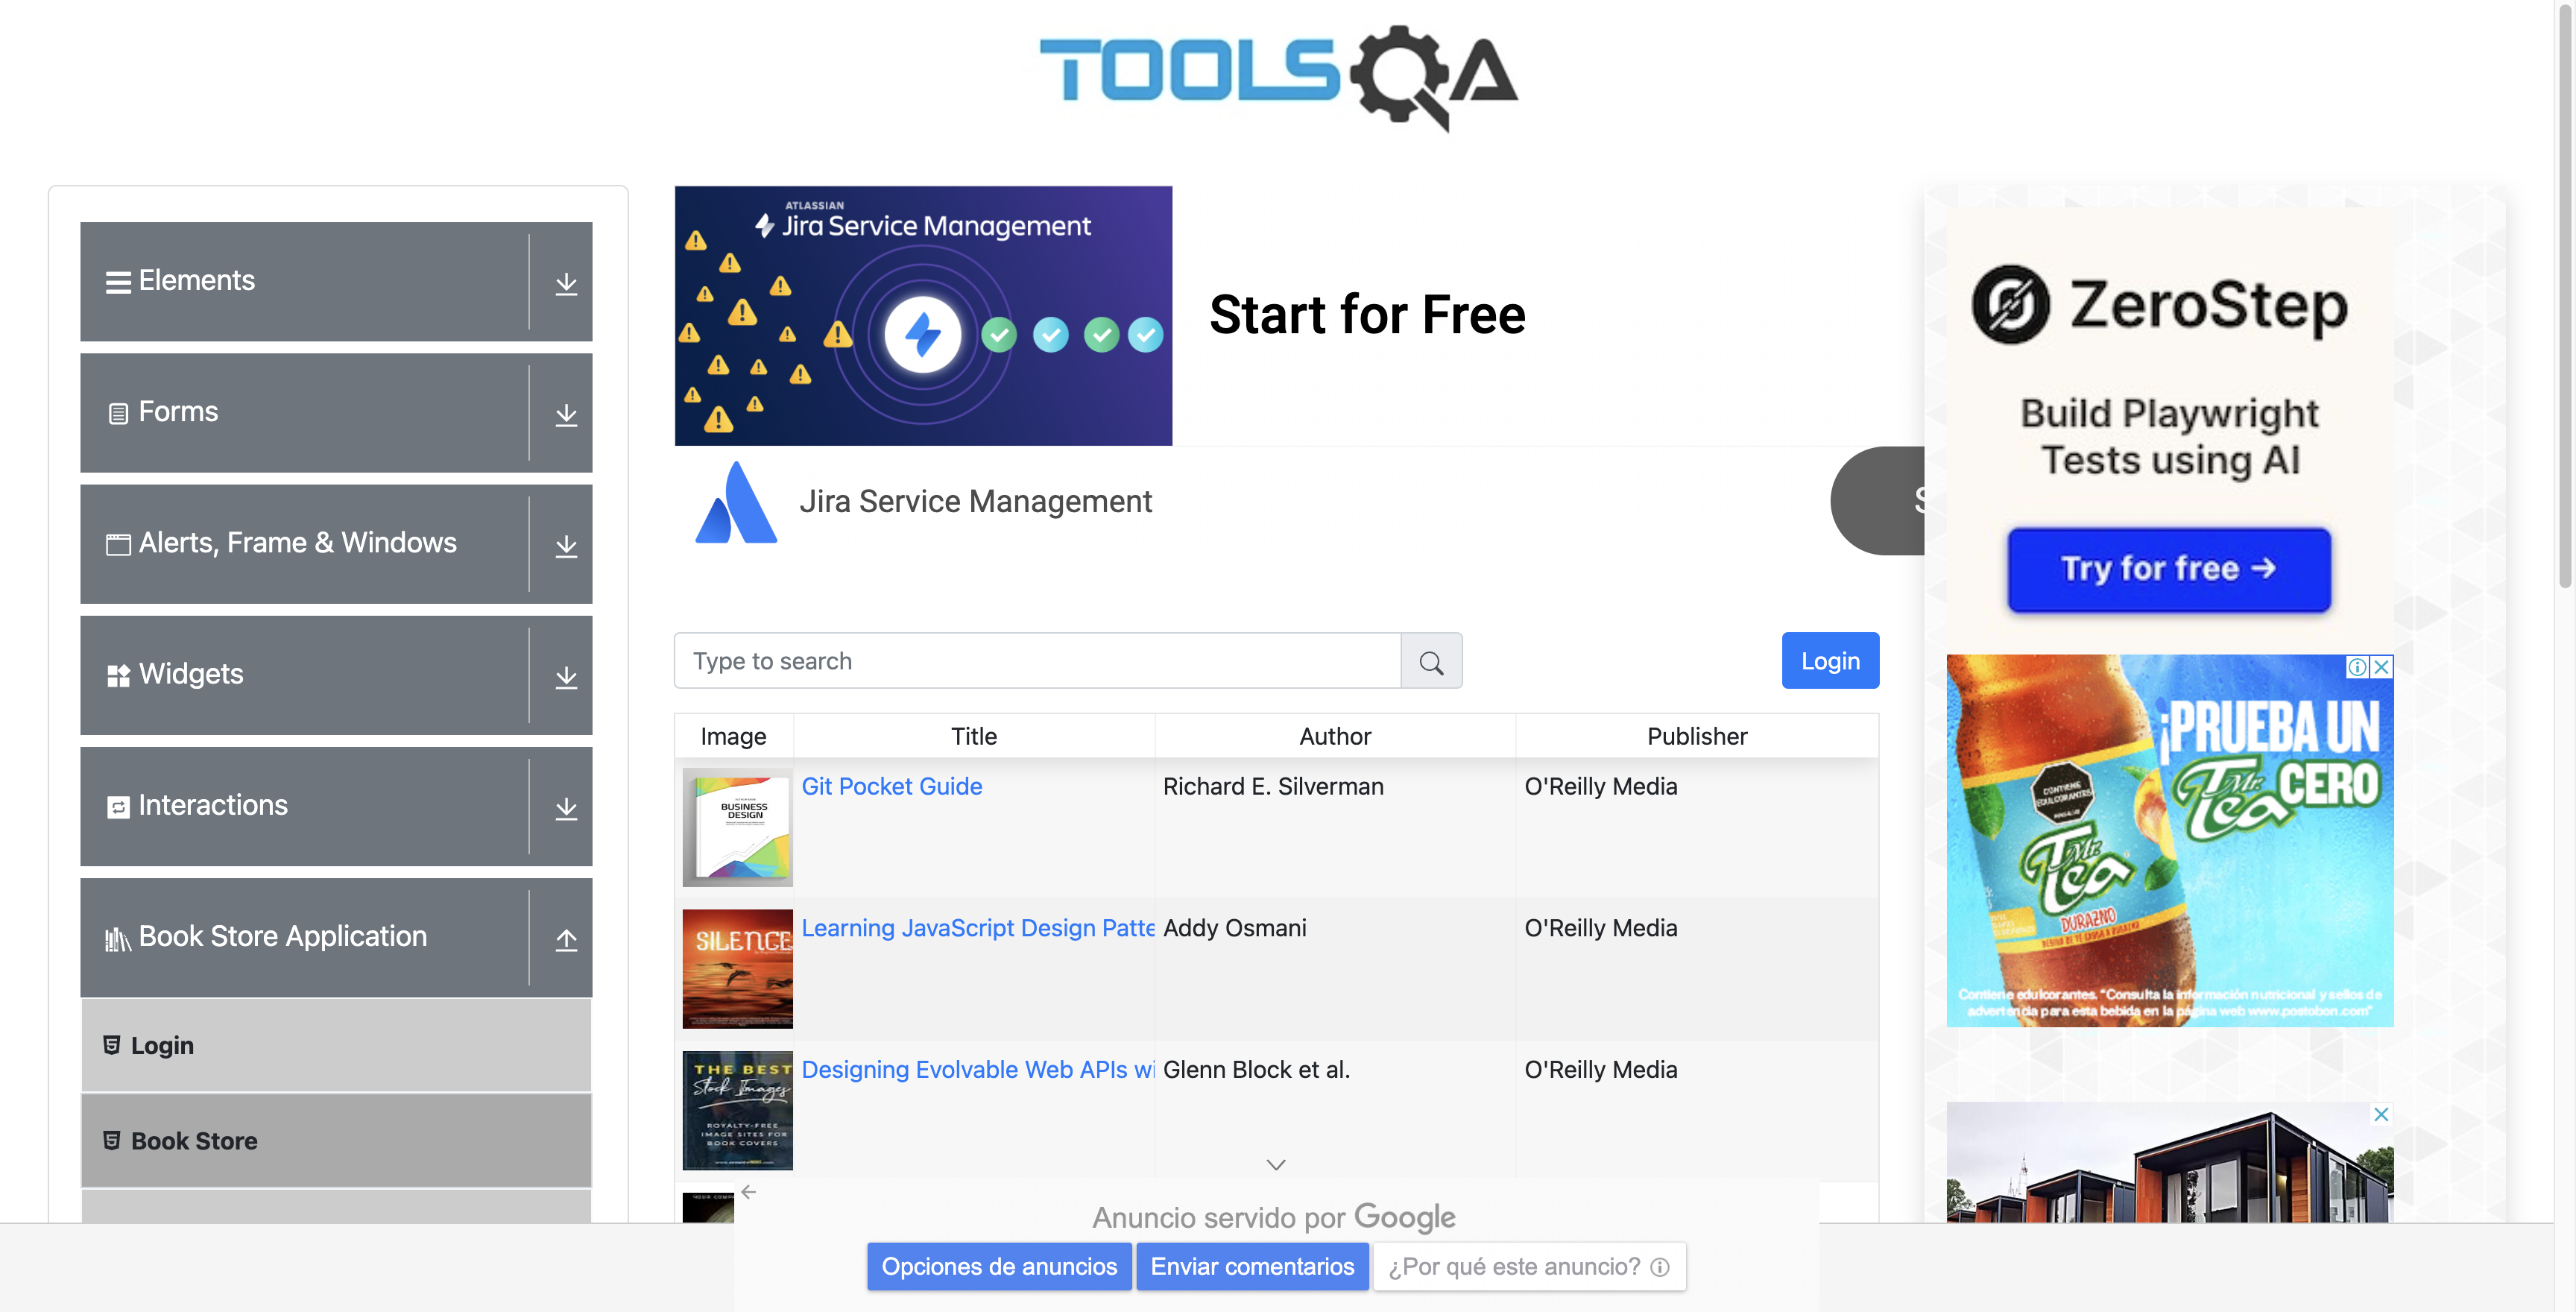 TOOLSQA
Elements
Forms
Alerts, Frame & Windows
Widgets
Interactions
Book Store Application
Login
Book Store
ATLASSIAN
Jira Service Management
Start for Free
Jira Service Management
S
Type to search
Login
Image Title Author Publisher
BUSINESS
DESIGN
Git Pocket Guide Richard E. Silverman O'Reilly Media
SILENCE
Learning JavaScript Design Patte Addy Osmani O'Reilly Media
THE BEST
Stock Images
ROYALTY-FREE
IMAGE SITES FOR
BOOK COVERS
Designing Evolvable Web APIs wi Glenn Block et al. O'Reilly Media
ZeroStep
Build Playwright
Tests using AI
Try for free →
¡PRUEBA UN
Mr. Tea CERO
CONTIENE
EDULCORANTES
Mr.
Tea
DURAZNO
Contiene edulcorantes. "Consulta la información nutricional y sellos de
advertencia para esta bebida en la página web www.postobon.com"
Anuncio servido por Google
Opciones de anuncios
Enviar comentarios
¿Por qué este anuncio?